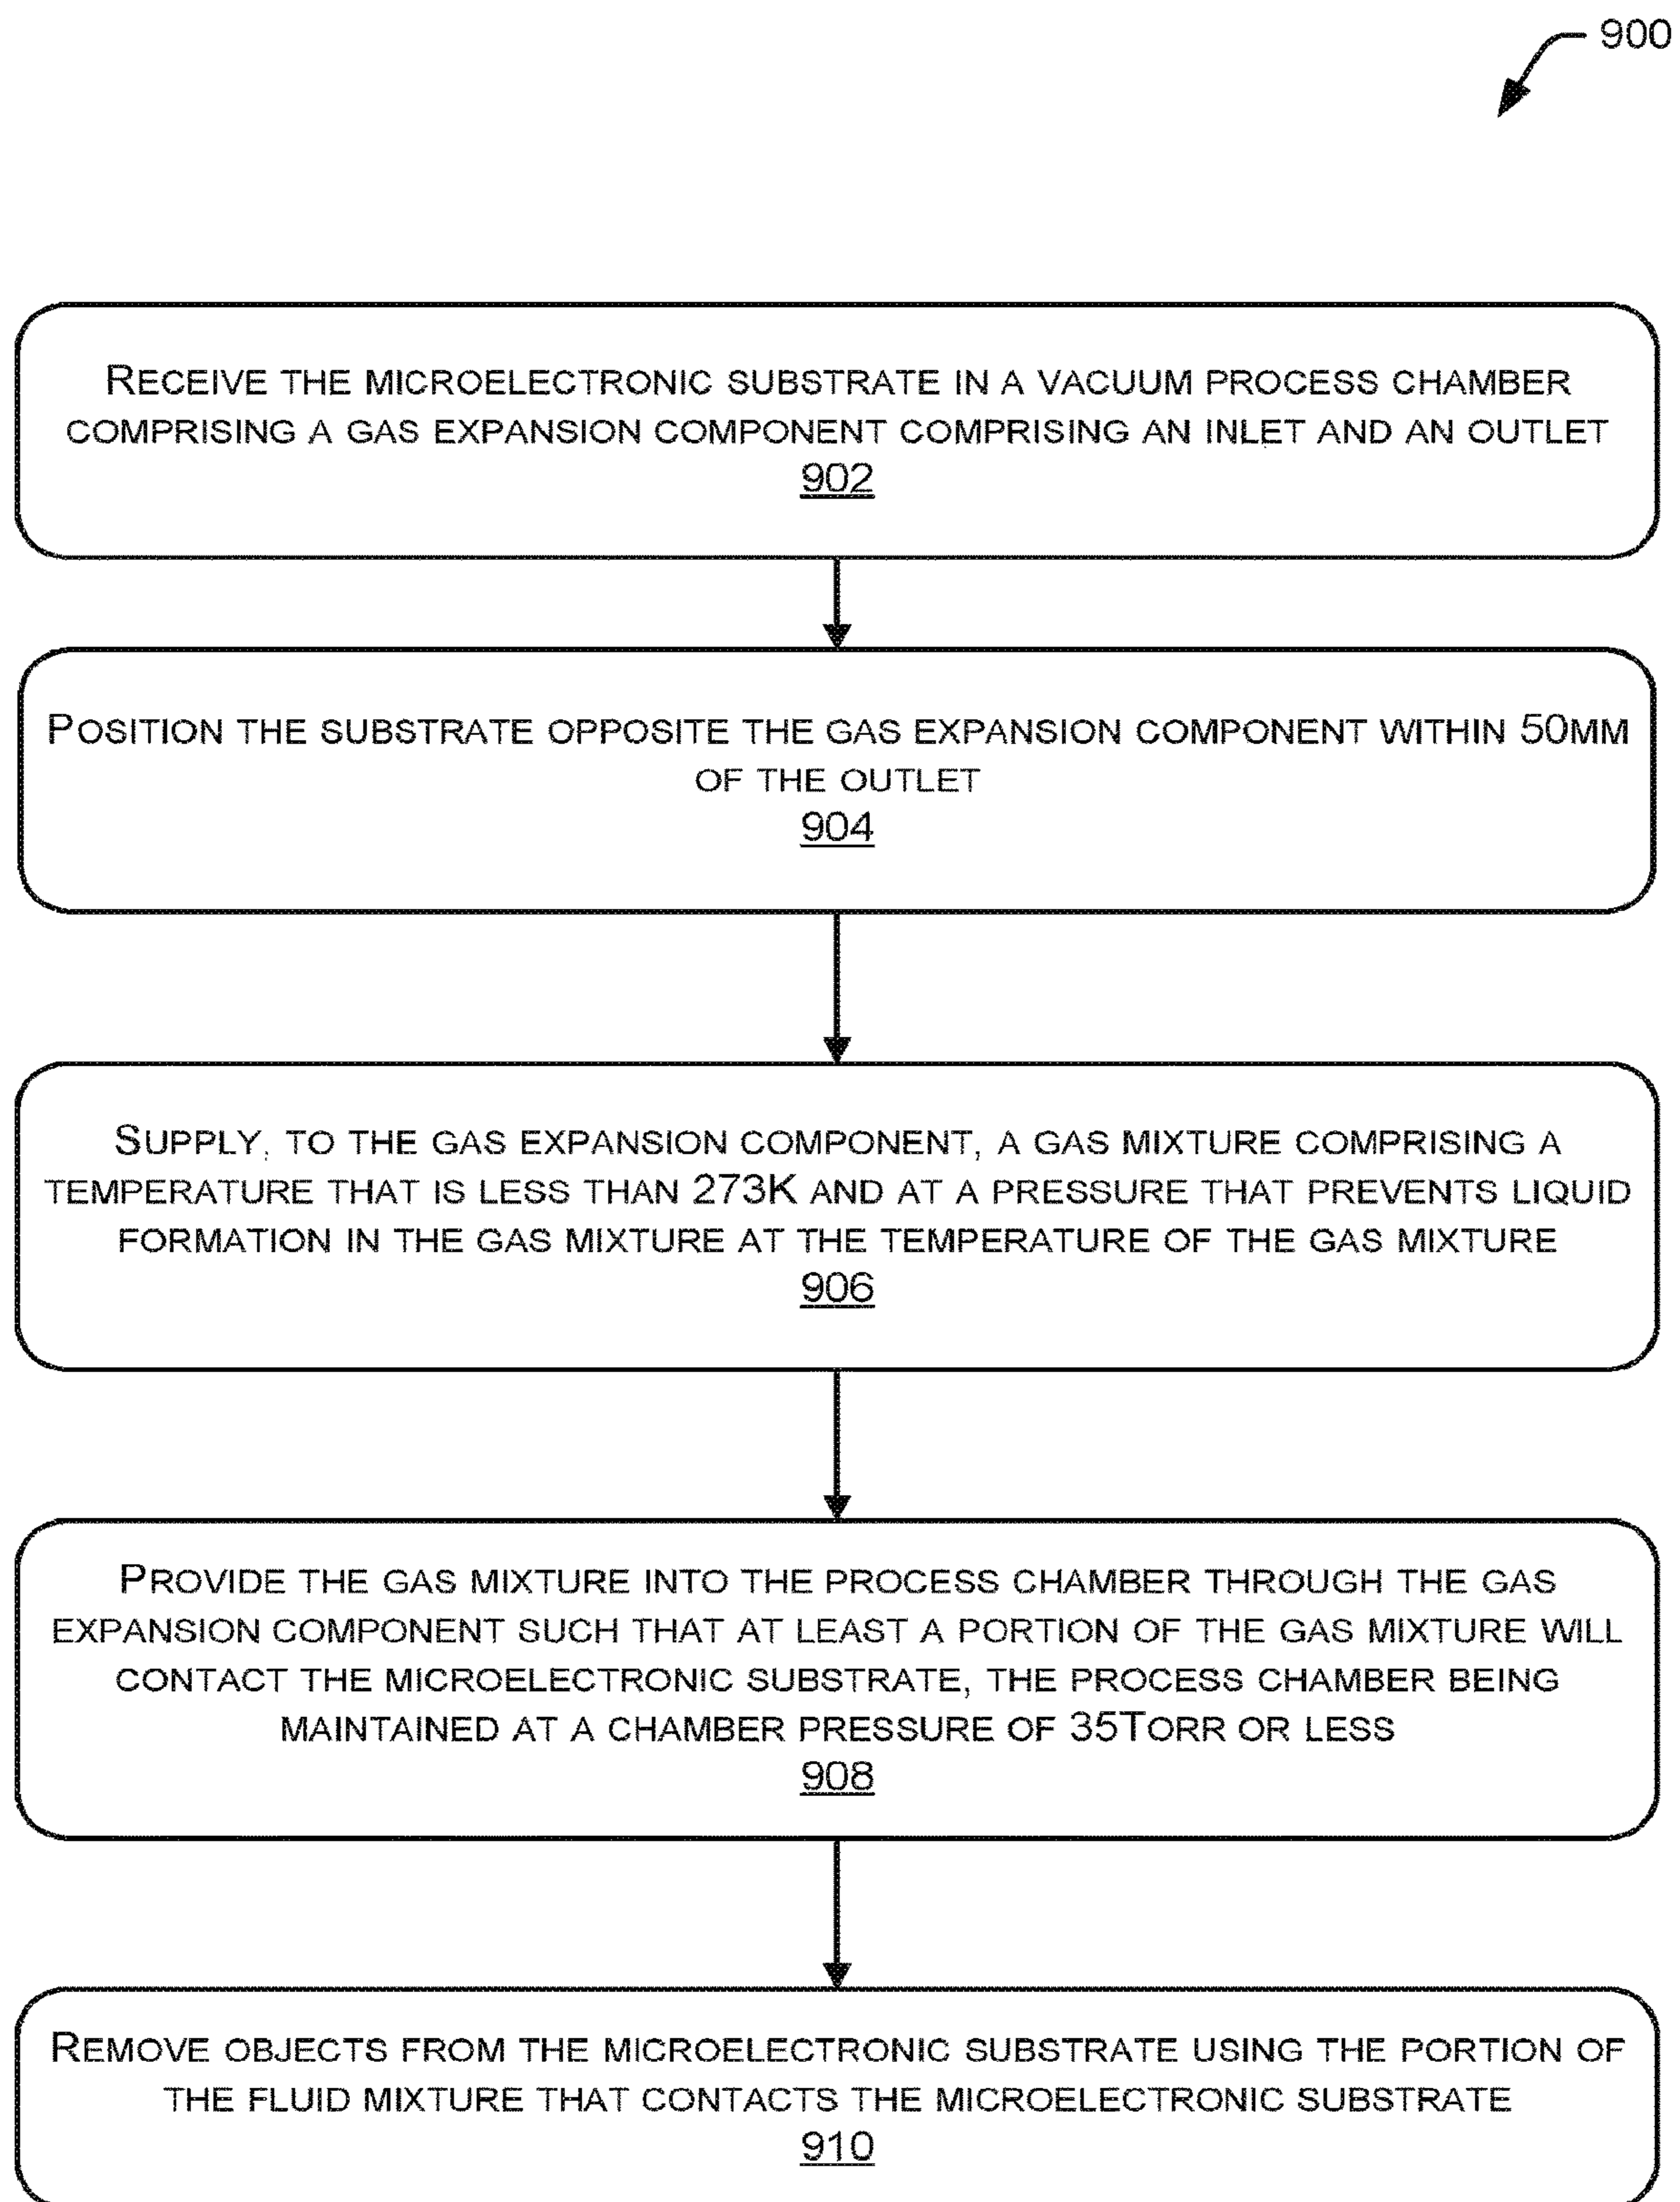 900
RECEIVE THE MICROELECTRONIC SUBSTRATE IN A VACUUM PROCESS CHAMBER
COMPRISING A GAS EXPANSION COMPONENT COMPRISING AN INLET AND AN OUTLET
902
POSITION THE SUBSTRATE OPPOSITE THE GAS EXPANSION COMPONENT WITHIN 50MM
OF THE OUTLET
904
SUPPLY, TO THE GAS EXPANSION COMPONENT, A GAS MIXTURE COMPRISING A
TEMPERATURE THAT IS LESS THAN 273K AND AT A PRESSURE THAT PREVENTS LIQUID
FORMATION IN THE GAS MIXTURE AT THE TEMPERATURE OF THE GAS MIXTURE
906
PROVIDE THE GAS MIXTURE INTO THE PROCESS CHAMBER THROUGH THE GAS
EXPANSION COMPONENT SUCH THAT AT LEAST A PORTION OF THE GAS MIXTURE WILL
CONTACT THE MICROELECTRONIC SUBSTRATE, THE PROCESS CHAMBER BEING
MAINTAINED AT A CHAMBER PRESSURE OF 35TORR OR LESS
908
REMOVE OBJECTS FROM THE MICROELECTRONIC SUBSTRATE USING THE PORTION OF
THE FLUID MIXTURE THAT CONTACTS THE MICROELECTRONIC SUBSTRATE
910